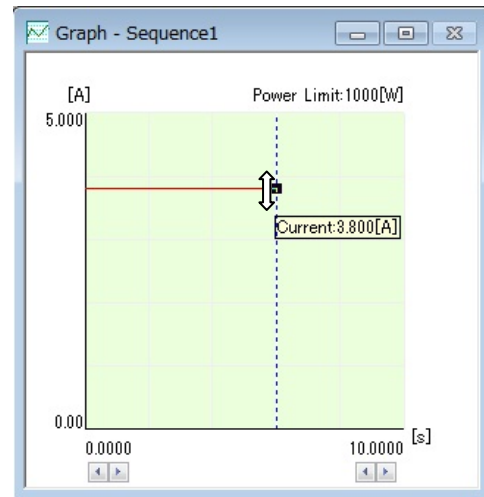 Graph - Sequence1
[A] Power Limit:1000[W]
5.000
Current:3.800[A]
0.00
[s]
0.0000 10.0000